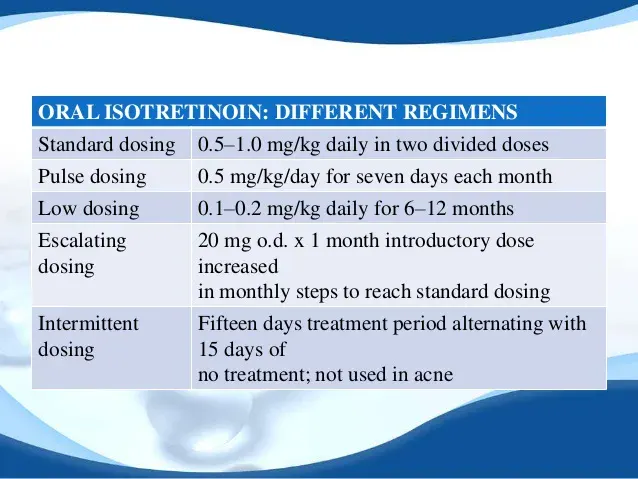 ORAL ISOTRETINOIN: DIFFERENT REGIMENS
Standard dosing 0.5–1.0 mg/kg daily in two divided doses
Pulse dosing 0.5 mg/kg/day for seven days each month
Low dosing 0.1–0.2 mg/kg daily for 6–12 months
Escalating dosing 20 mg o.d. x 1 month introductory dose
increased
in monthly steps to reach standard dosing
Intermittent dosing Fifteen days treatment period alternating with
15 days of
no treatment; not used in acne